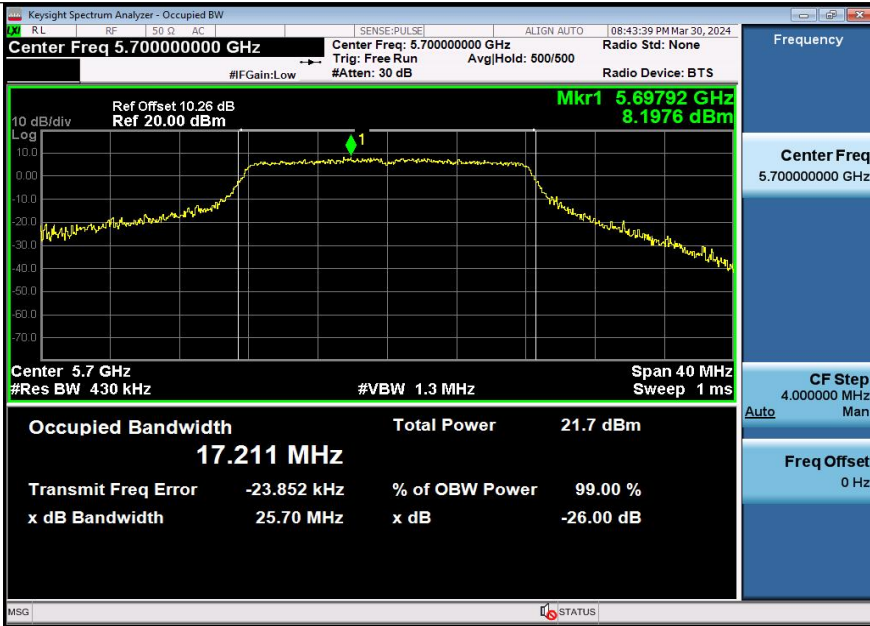 Keysight Spectrum Analyzer - Occupied BW
LXI RL RF 50 Ω AC SENSE:PULSE ALIGN AUTO 08:43:39 PM Mar 30, 2024
Center Freq 5.700000000 GHz
Center Freq: 5.700000000 GHz
Radio Std: None
Trig: Free Run Avg|Hold: 500/500
#IFGain:Low #Atten: 30 dB Radio Device: BTS
Frequency
Ref Offset 10.26 dB
Mkr1 5.69792 GHz
10 dB/div Ref 20.00 dBm 8.1976 dBm
Log
1
10.0
0.00
-10.0
-20.0
-30.0
-40.0
-50.0
-60.0
-70.0
Center 5.7 GHz Span 40 MHz
#Res BW 430 kHz #VBW 1.3 MHz Sweep 1 ms
Center Freq
5.700000000 GHz
CF Step
4.000000 MHz
Auto Man
Freq Offset
0 Hz
Occupied Bandwidth Total Power 21.7 dBm
17.211 MHz
Transmit Freq Error -23.852 kHz % of OBW Power 99.00 %
x dB Bandwidth 25.70 MHz x dB -26.00 dB
MSG STATUS